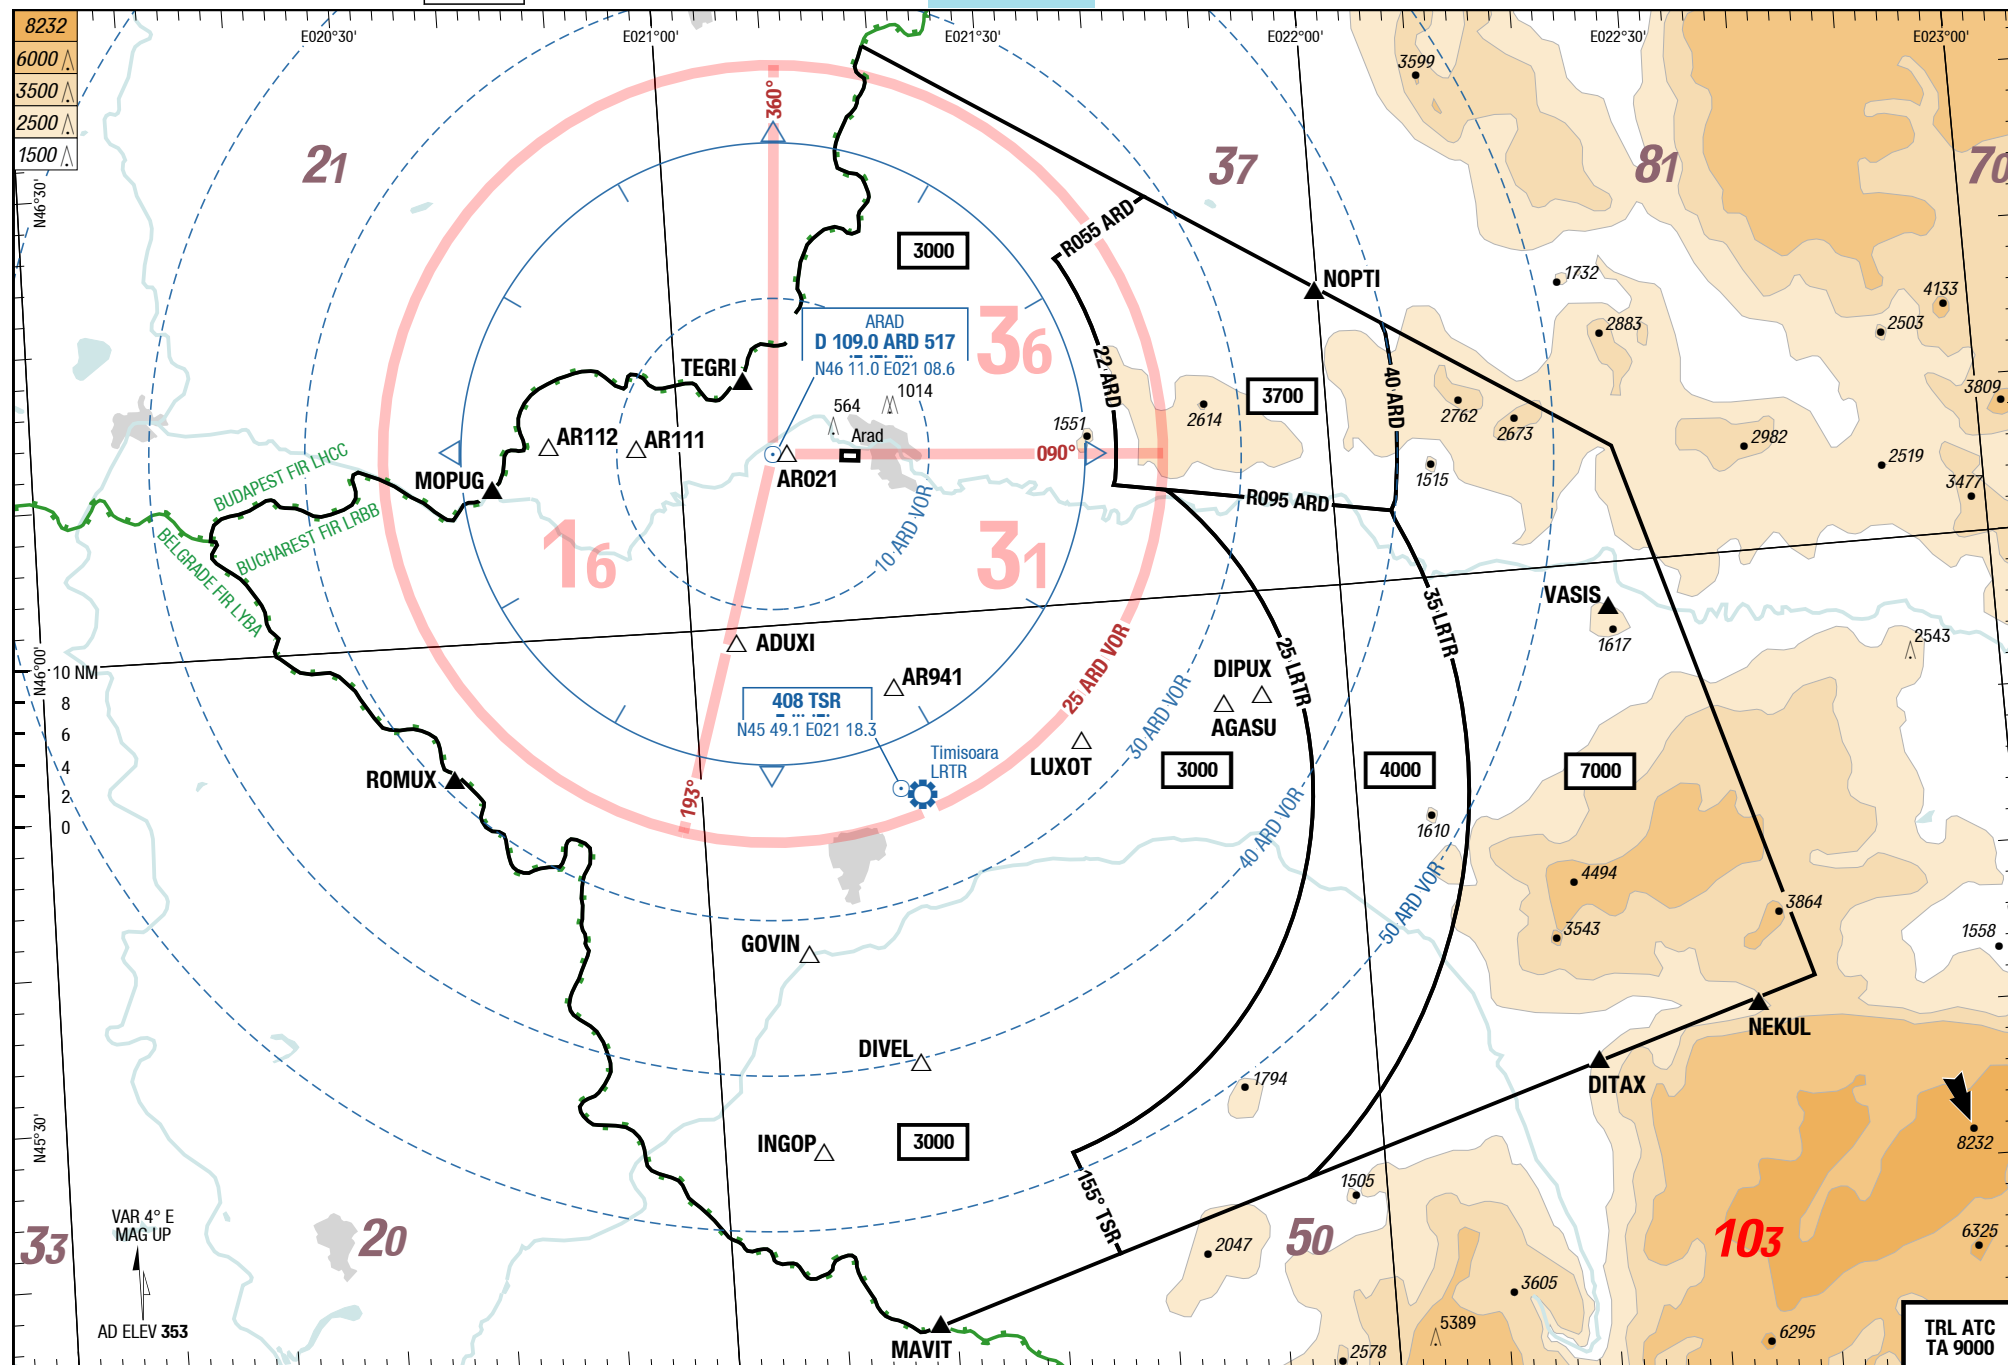 8232
6000
3500
2500
1500
E020°30'
E021°00'
E021°30'
E022°00'
E022°30'
E023°00'
N46°30'
N46°00'
N45°30'
21
37
81
70
3599
360°
R055 ARD
3000
NOPTI
1732
4133
2503
2883
ARAD
D 109.0 ARD 517
N46 11.0 E021 08.6
36
TEGRI
22 ARD
40 ARD
3700
2614
2762
2673
3809
564
1014
Arad
1551
2982
2519
3477
1515
AR112
AR111
AR021
090°
MOPUG
R095 ARD
BUDAPEST FIR LHCC
BUCHAREST FIR LRBB
BELGRADE FIR LYBA
16
31
10 ARD VOR
VASIS
1617
2543
35 LRTR
25 LRTR
ADUXI
AR941
25 ARD VOR
DIPUX
AGASU
10 NM
8
6
4
2
0
408 TSR
N45 49.1 E021 18.3
Timisoara
LRTR
30 ARD VOR
LUXOT
3000
4000
7000
ROMUX
193°
1610
40 ARD VOR
4494
3864
3543
50 ARD VOR
1558
GOVIN
NEKUL
DIVEL
1794
DITAX
8232
INGOP
3000
155° TSR
1505
VAR 4° E
MAG UP
33
20
50
103
2047
6325
3605
AD ELEV 353
5389
6295
2578
MAVIT
TRL ATC
TA 9000